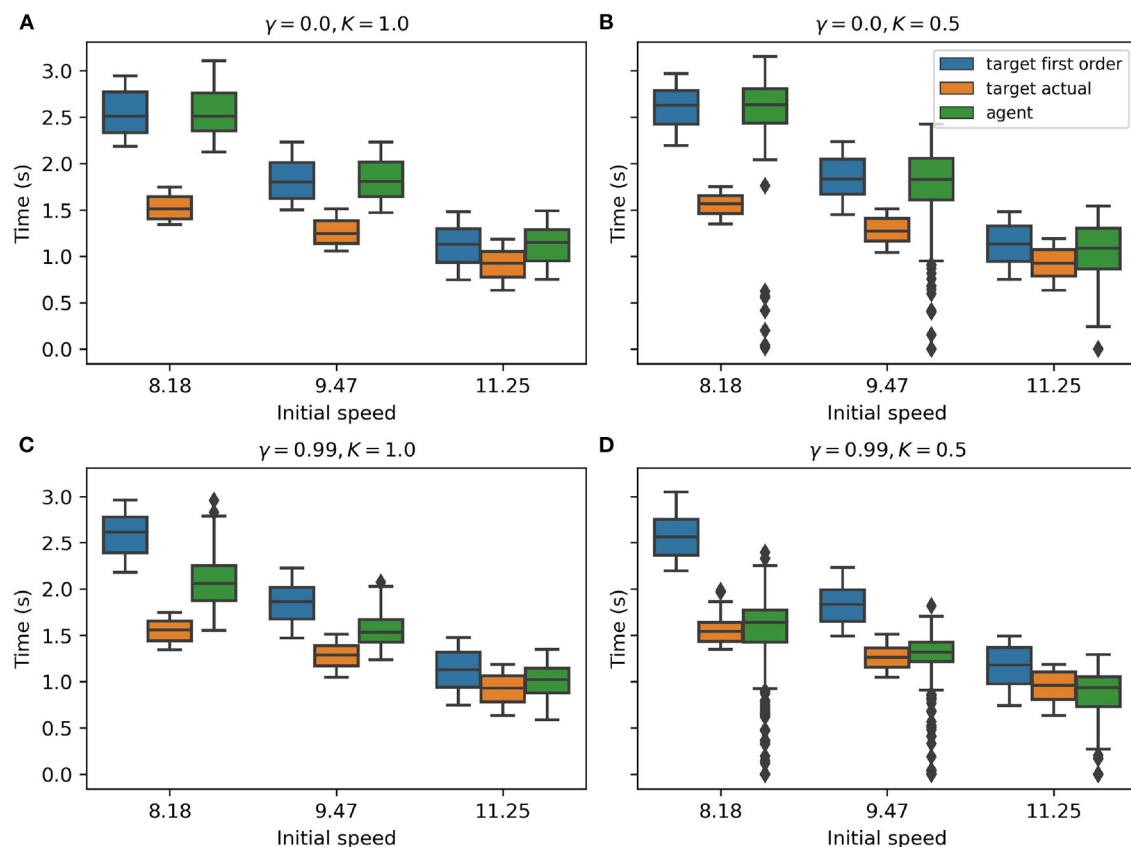 A
γ = 0.0, K = 1.0
Time (s)
3.0
2.5
2.0
1.5
1.0
0.5
0.0
8.18
9.47
11.25
Initial speed
B
γ = 0.0, K = 0.5
target first order
target actual
agent
Time (s)
8.18
9.47
11.25
Initial speed
C
γ = 0.99, K = 1.0
Time (s)
3.0
2.5
2.0
1.5
1.0
0.5
0.0
8.18
9.47
11.25
Initial speed
D
γ = 0.99, K = 0.5
Time (s)
8.18
9.47
11.25
Initial speed